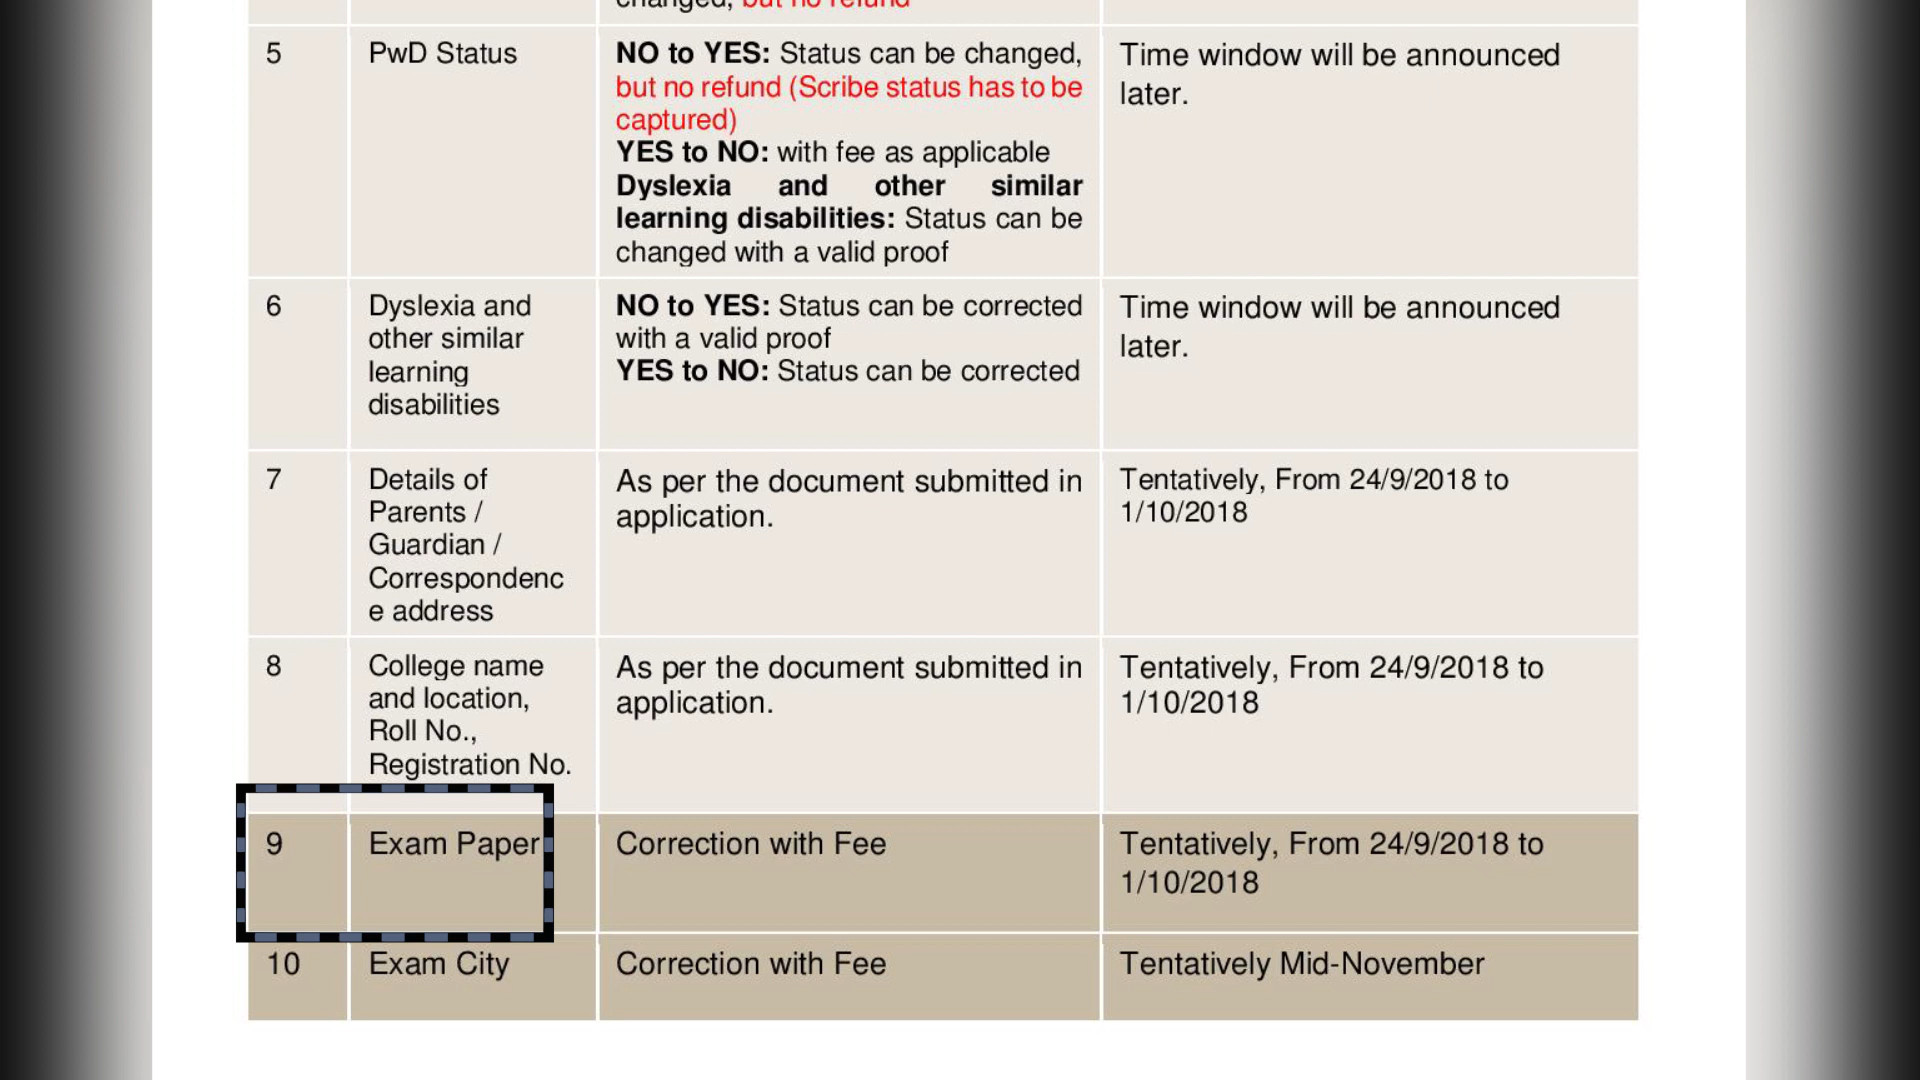 changed, but no refund
5
PwD Status
NO to YES: Status can be changed,
but no refund (Scribe status has to be
captured)
YES to NO: with fee as applicable
Dyslexia and other similar
learning disabilities: Status can be
changed with a valid proof
Time window will be announced
later.
6
Dyslexia and
other similar
learning
disabilities
NO to YES: Status can be corrected
with a valid proof
YES to NO: Status can be corrected
Time window will be announced
later.
7
Details of
Parents /
Guardian /
Correspondenc
e address
As per the document submitted in
application.
Tentatively, From 24/9/2018 to
1/10/2018
8
College name
and location,
Roll No.,
Registration No.
As per the document submitted in
application.
Tentatively, From 24/9/2018 to
1/10/2018
9
Exam Paper
Correction with Fee
Tentatively, From 24/9/2018 to
1/10/2018
10
Exam City
Correction with Fee
Tentatively Mid-November